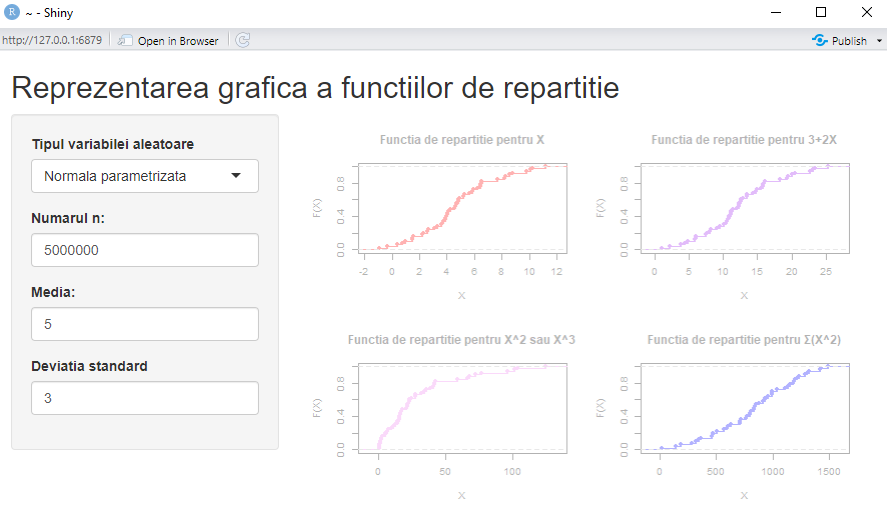 R ~ - Shiny
http://127.0.0.1:6879 Open in Browser Publish
Reprezentarea grafica a functiilor de repartitie
Tipul variabilei aleatoare
Normala parametrizata
Numarul n:
5000000
Media:
5
Deviatia standard
3
Functia de repartitie pentru X
F(X)
0.0 0.4 0.8
-2 0 2 4 6 8 10 12
X
Functia de repartitie pentru 3+2X
F(X)
0.0 0.4 0.8
0 5 10 15 20 25
X
Functia de repartitie pentru X^2 sau X^3
F(X)
0.0 0.4 0.8
0 50 100
X
Functia de repartitie pentru Σ(X^2)
F(X)
0.0 0.4 0.8
0 500 1000 1500
X